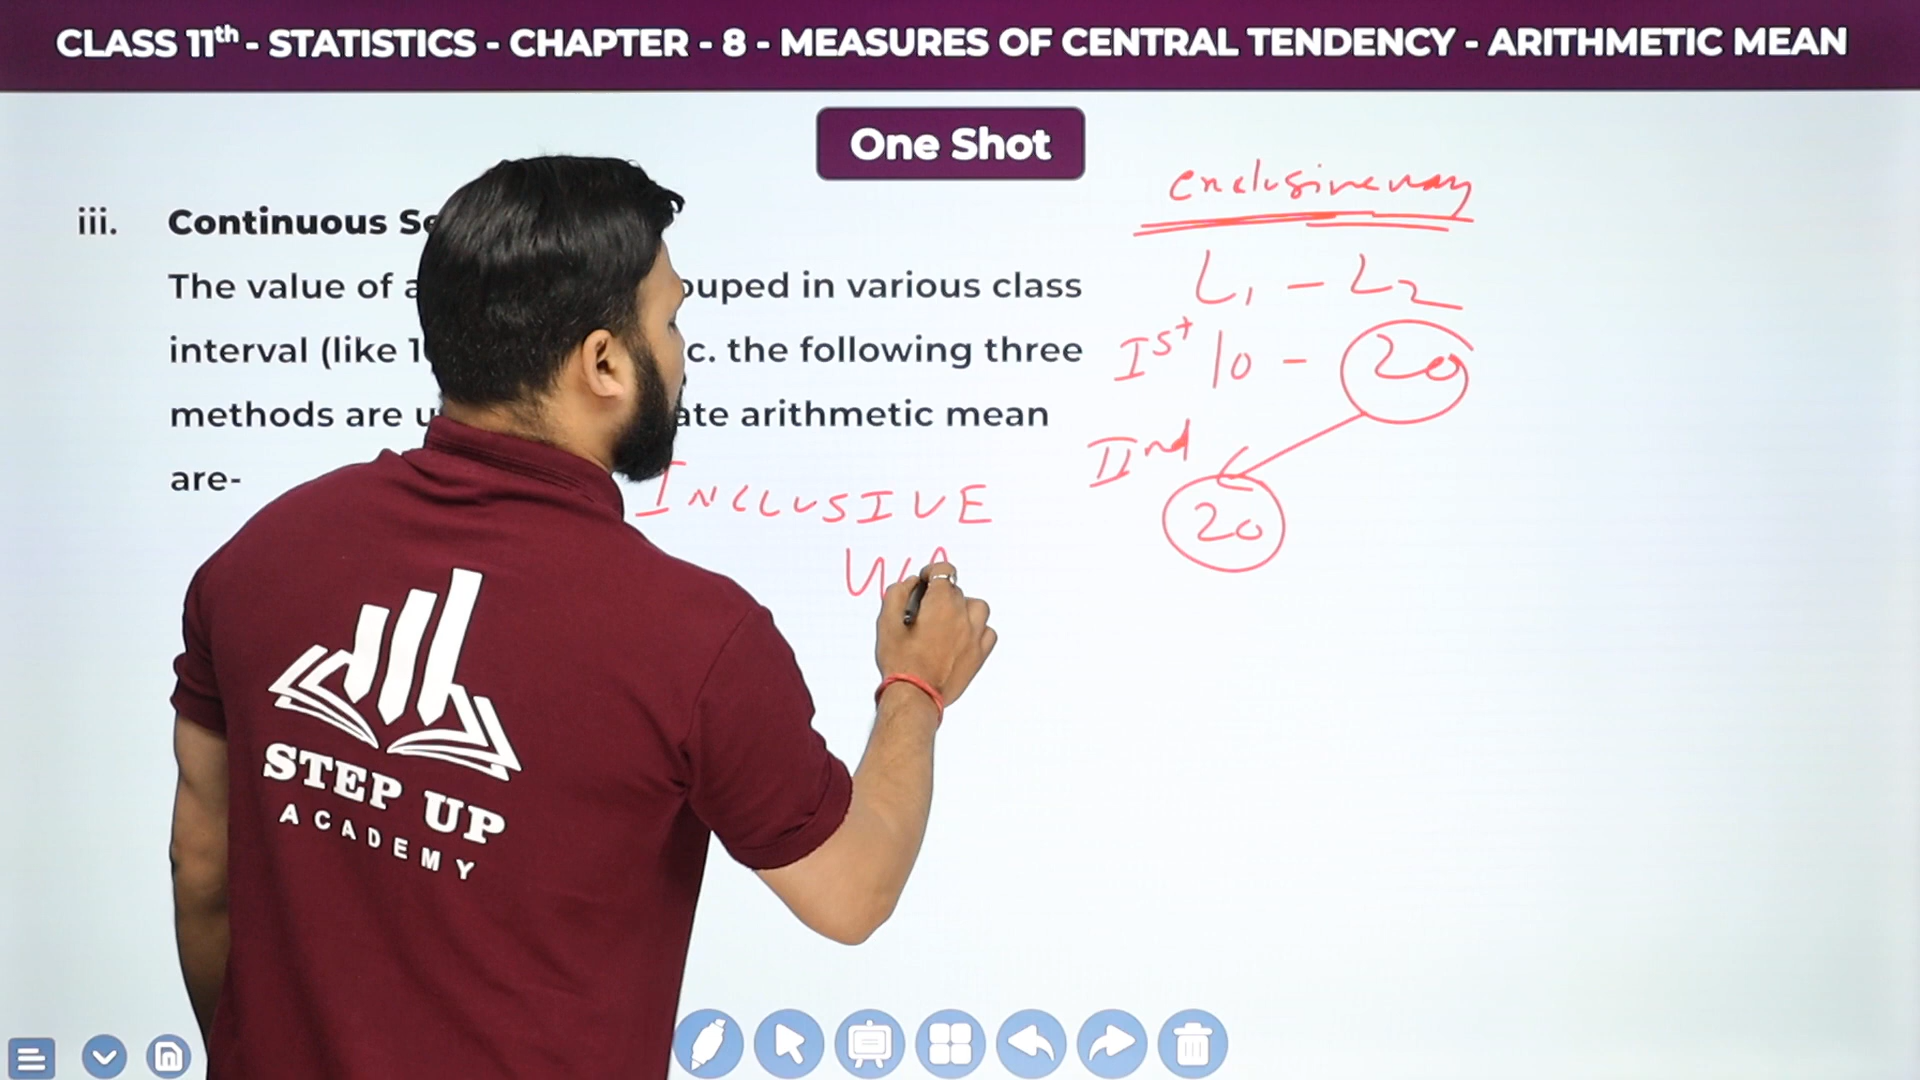 CLASS 11th - STATISTICS - CHAPTER - 8 - MEASURES OF CENTRAL TENDENCY - ARITHMETIC MEAN
One Shot
iii. Continuous
The value of ouped in various class
interval (like c. the following three
methods are ate arithmetic mean
are-
exclusive way
L1 - L2
Ist 10 - 20
IInd
20
INCLUSIVE
WA
STEP UP
ACADEMY